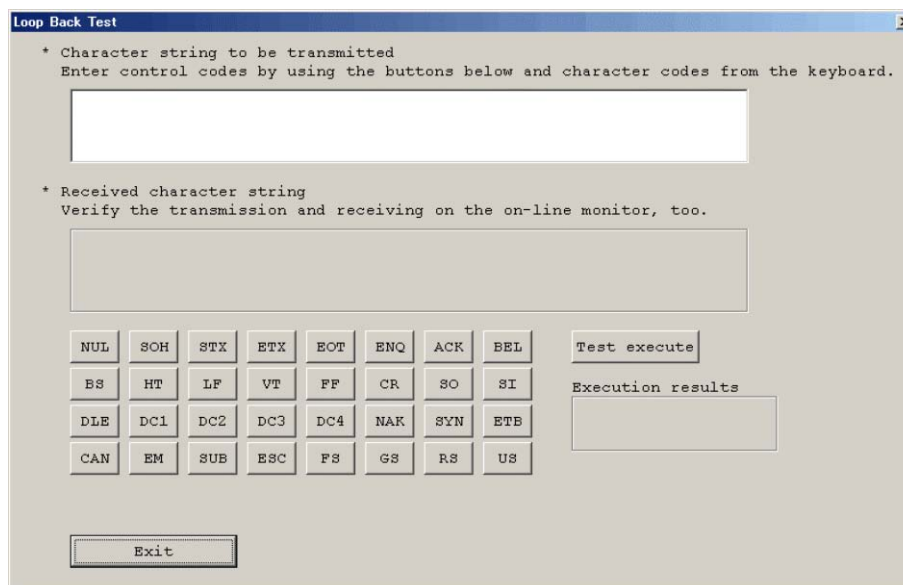 Loop Back Test
* Character string to be transmitted
Enter control codes by using the buttons below and character codes from the keyboard.
* Received character string
Verify the transmission and receiving on the on-line monitor, too.
NUL SOH STX ETX EOT ENQ ACK BEL Test execute
BS HT LF VT FF CR SO SI Execution results
DLE DC1 DC2 DC3 DC4 NAK SYN ETB
CAN EM SUB ESC FS GS RS US
Exit